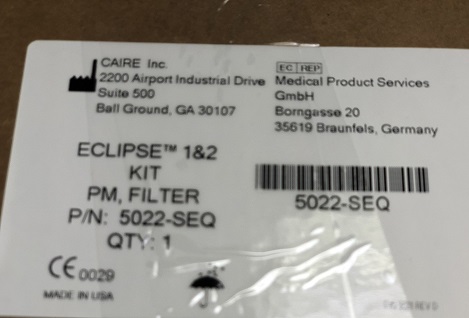 CAIRE Inc.
2200 Airport Industrial Drive
Suite 500
Ball Ground, GA 30107
EC REP
Medical Product Services
GmbH
Borngasse 20
35619 Braunfels, Germany
ECLIPSE™ 1&2
KIT
PM, FILTER
P/N: 5022-SEQ
QTY: 1
5022-SEQ
CE 0029
MADE IN USA
REV D